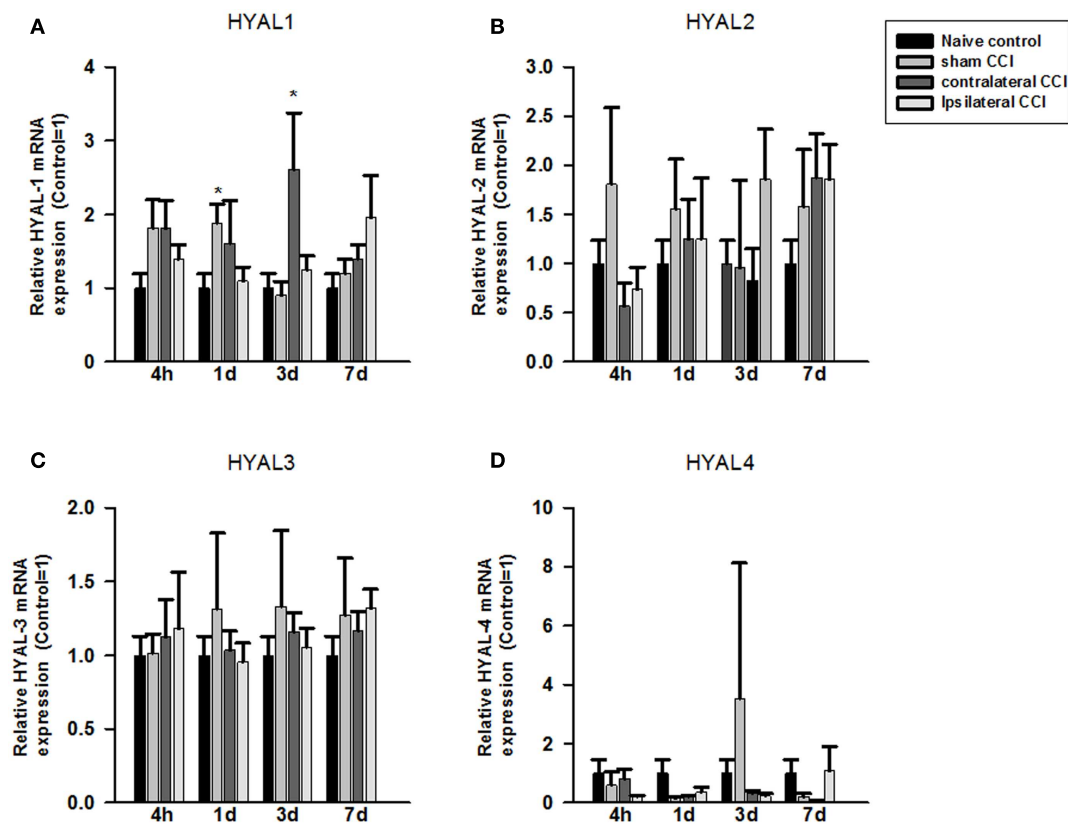 A
HYAL1
Relative HYAL-1 mRNA
expression (Control=1)
4
3
2
1
0
*
*
4h 1d 3d 7d
B
HYAL2
Relative HYAL-2 mRNA
expression (Control=1)
3.0
2.5
2.0
1.5
1.0
0.5
0.0
4h 1d 3d 7d
Naive control
sham CCI
contralateral CCI
Ipsilateral CCI
C
HYAL3
Relative HYAL-3 mRNA
expression (Control=1)
2.0
1.5
1.0
0.5
0.0
4h 1d 3d 7d
D
HYAL4
Relative HYAL-4 mRNA
expression (Control=1)
10
8
6
4
2
0
4h 1d 3d 7d